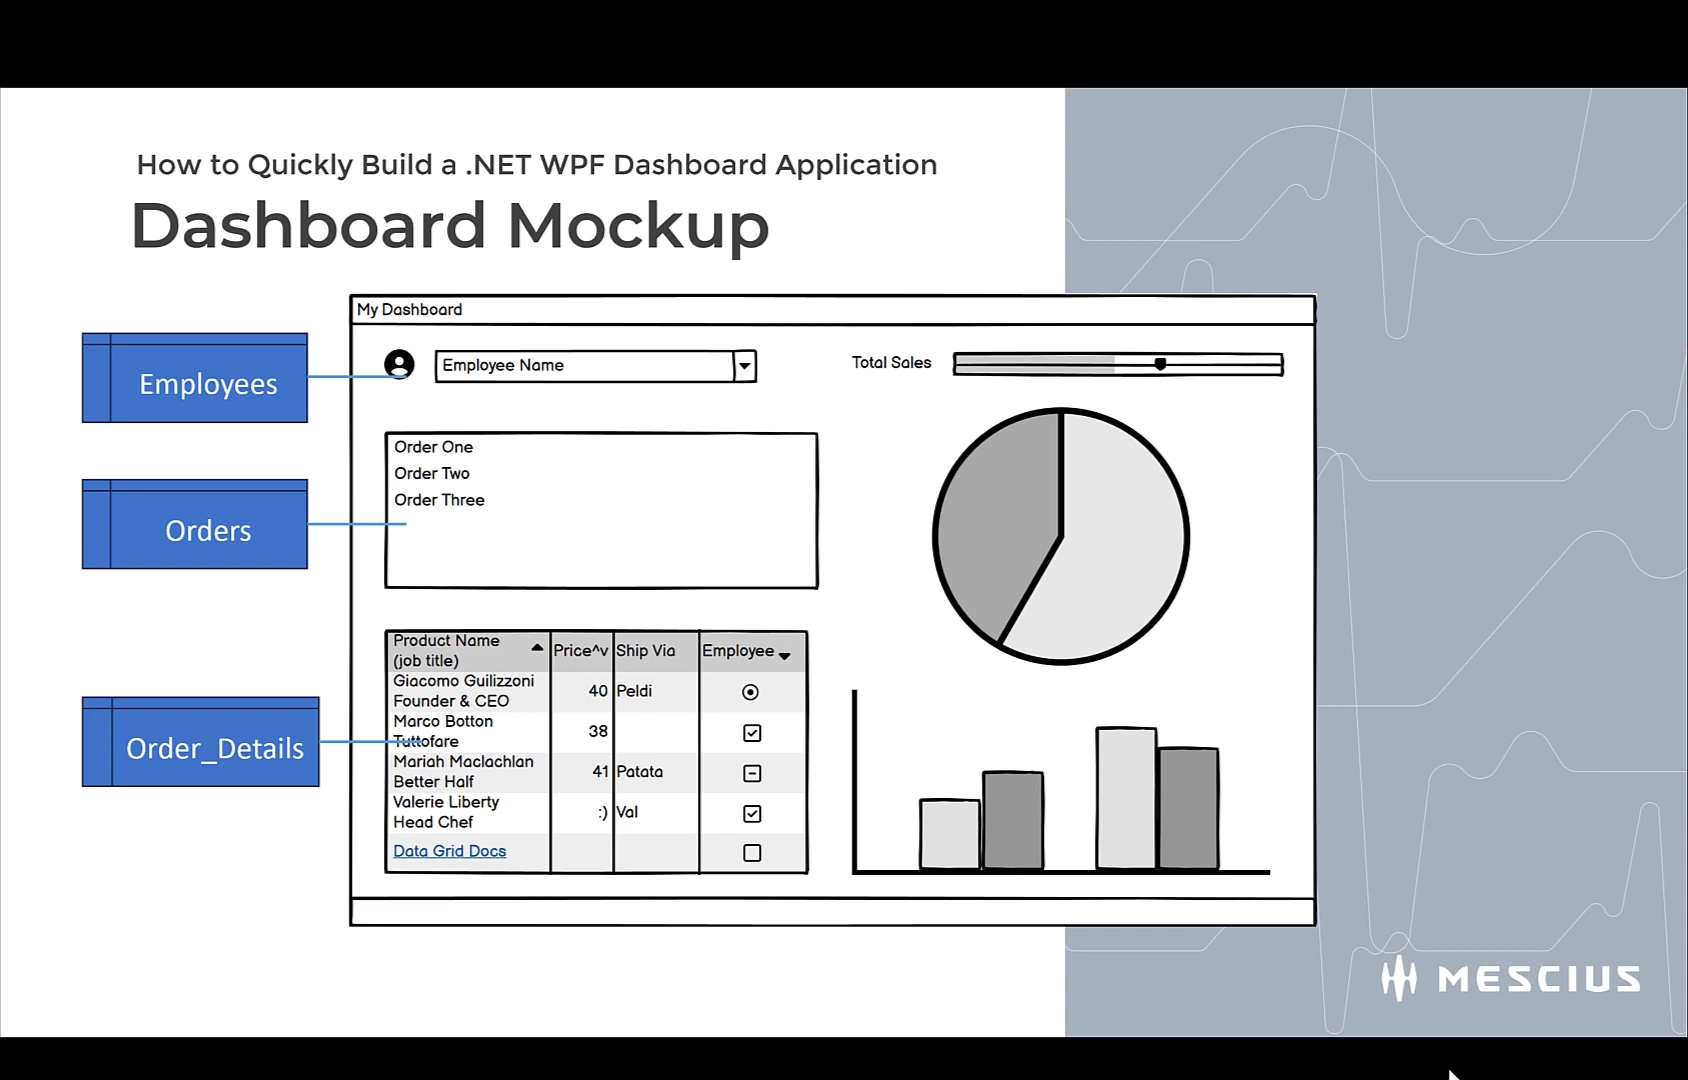 How to Quickly Build a .NET WPF Dashboard Application
Dashboard Mockup
My Dashboard
Employees
Employee Name
Total Sales
Orders
Order One
Order Two
Order Three
Order_Details
Product Name
(job title)
Price^v
Ship Via
Employee
Giacomo Guilizzoni
Founder & CEO
40
Peldi
Marco Botton
Tuttofare
38
Mariah Maclachlan
Better Half
41
Patata
Valerie Liberty
Head Chef
:)
Val
Data Grid Docs
MESCIUS